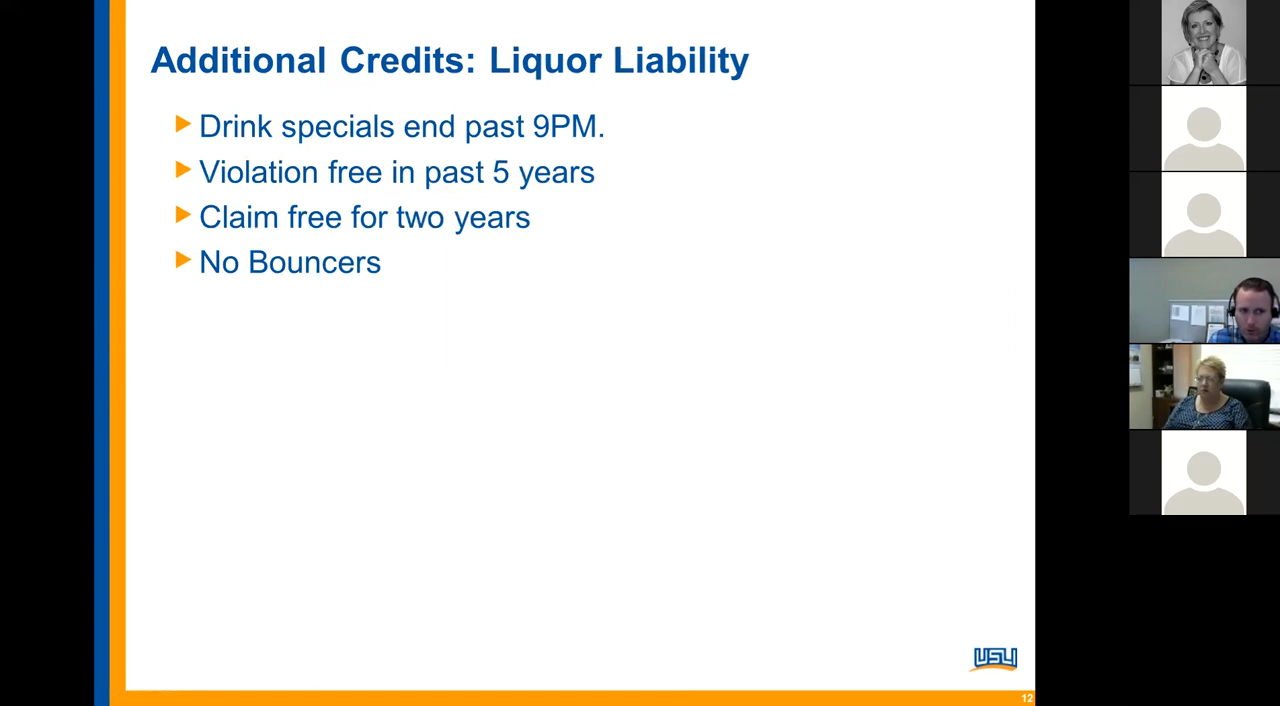 Additional Credits: Liquor Liability
Drink specials end past 9PM.
Violation free in past 5 years
Claim free for two years
No Bouncers
USLI
12